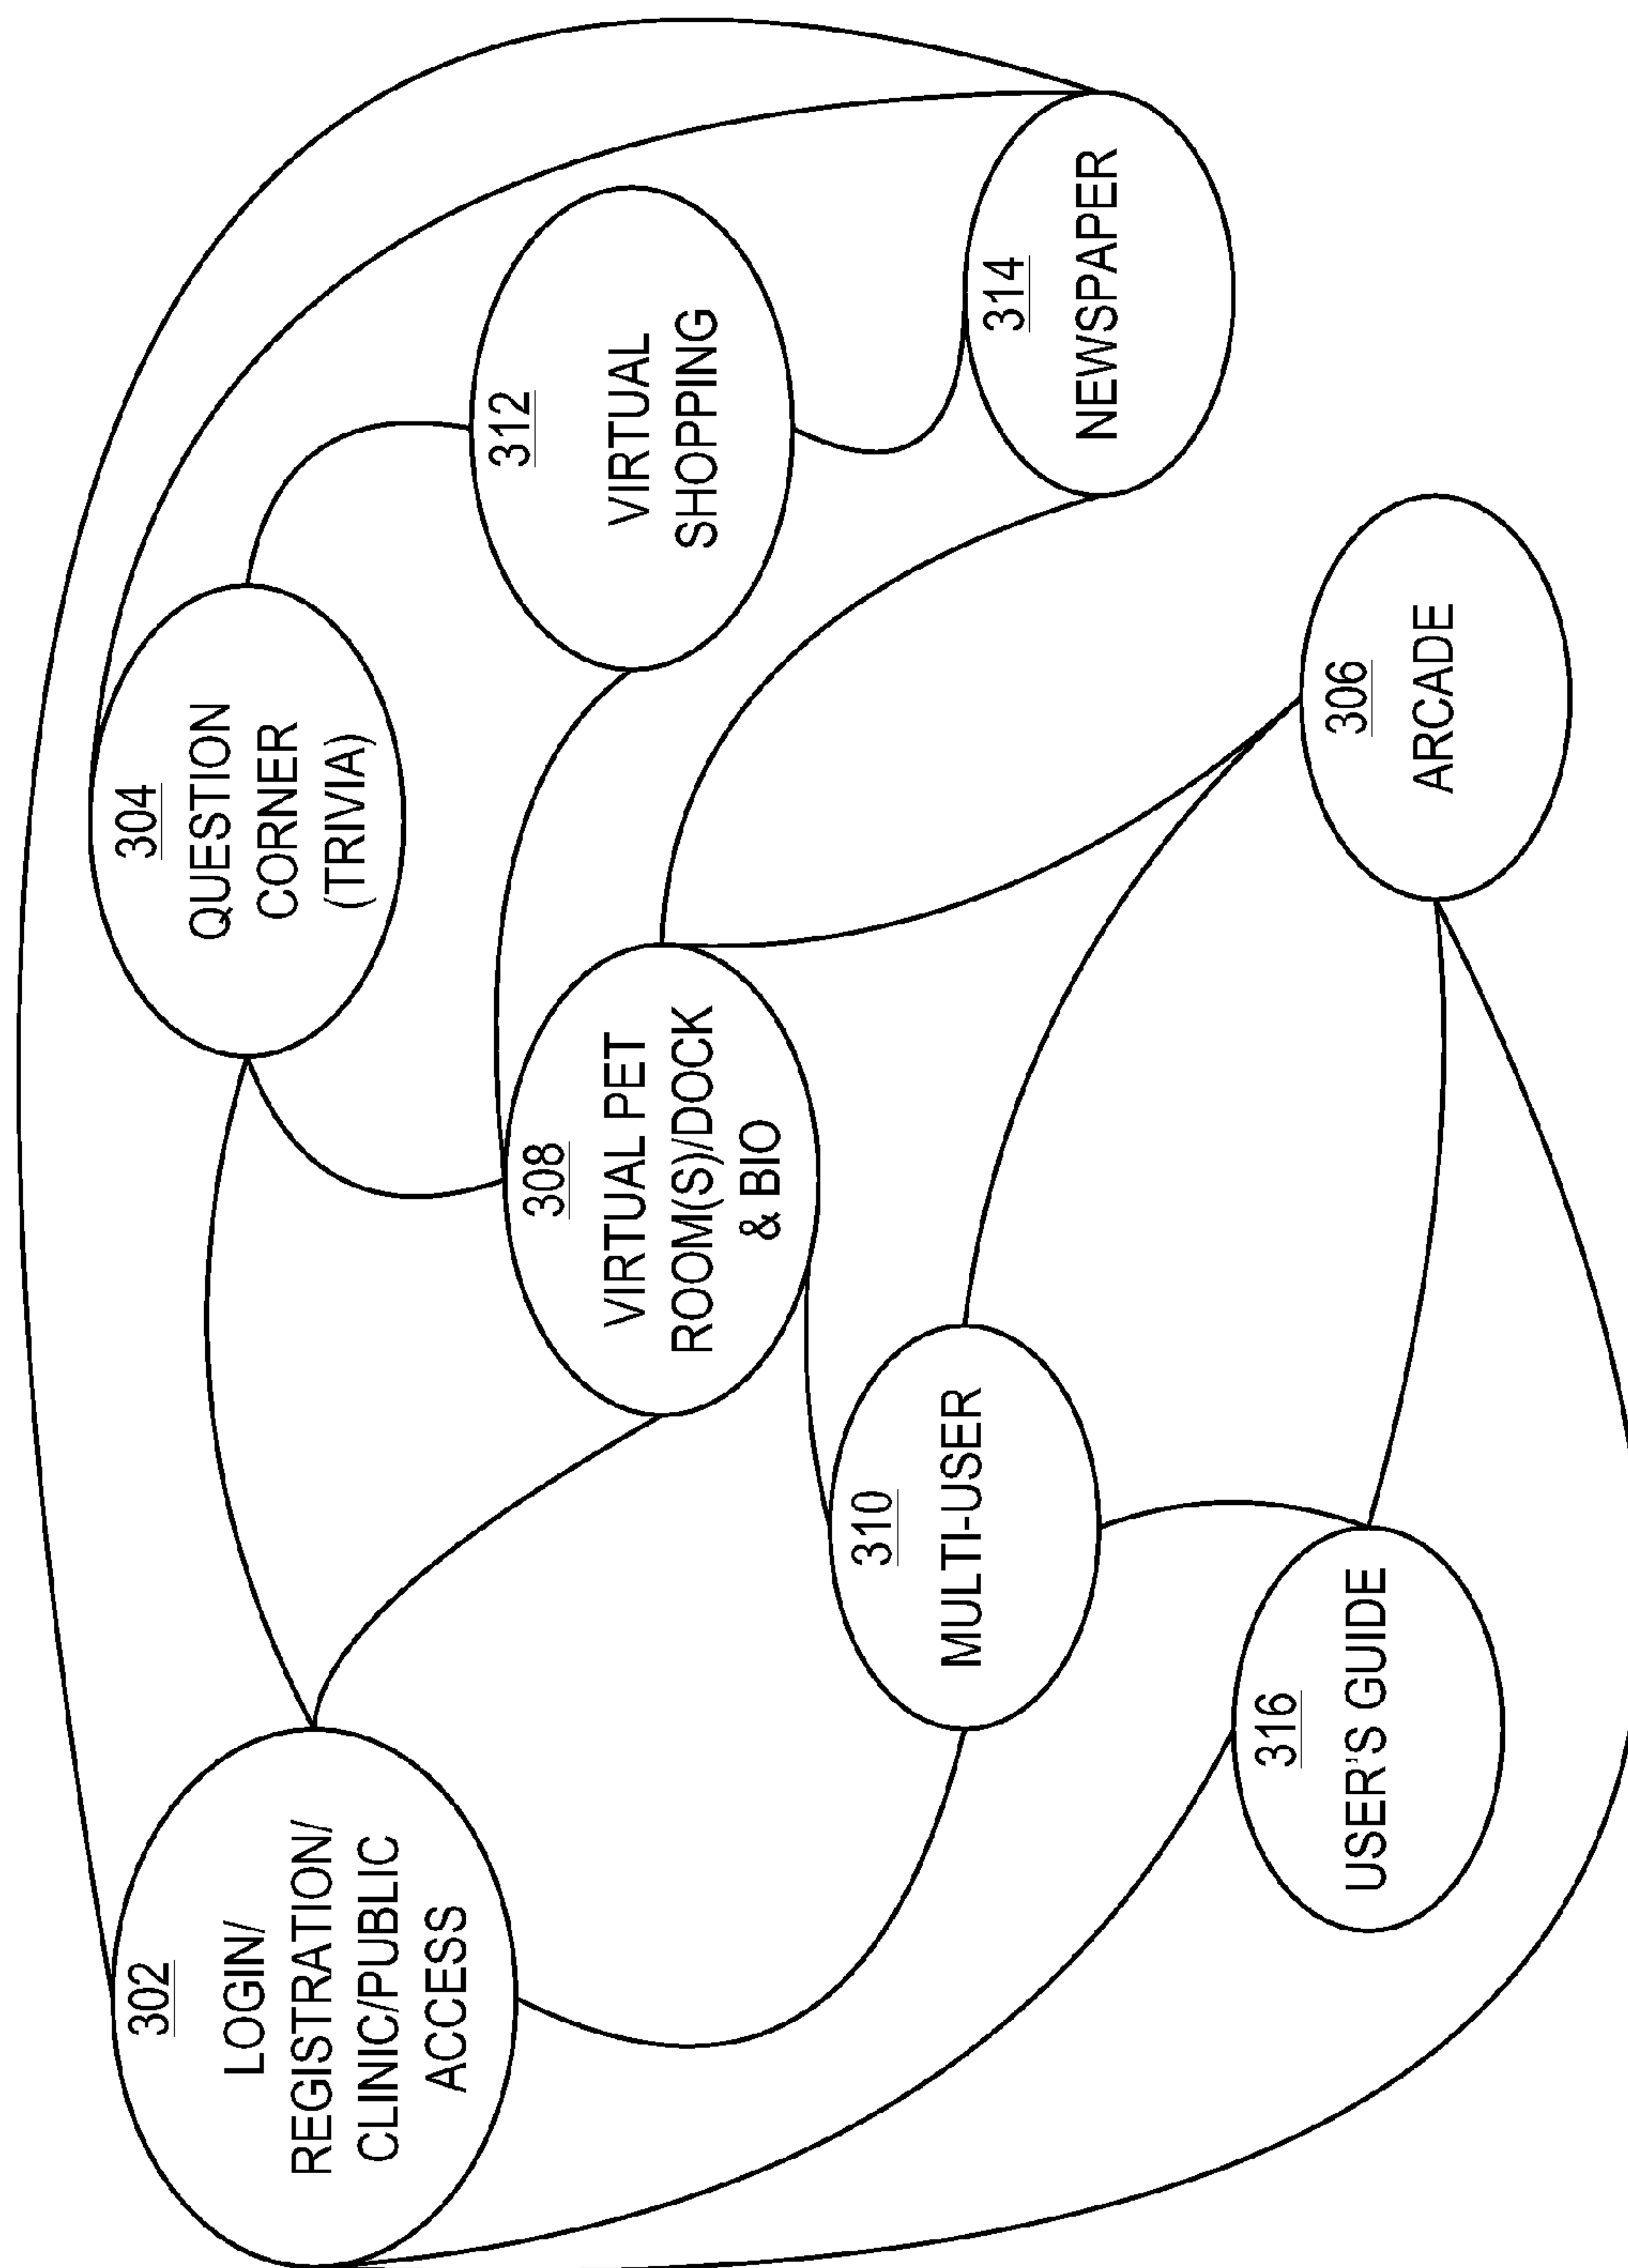 302
LOGIN/
REGISTRATION/
CLINIC/PUBLIC
ACCESS
304
QUESTION
CORNER
(TRIVIA)
308
VIRTUAL PET
ROOM(S)/DOCK
& BIO
312
VIRTUAL
SHOPPING
310
MULTI-USER
314
NEWSPAPER
316
USER'S GUIDE
306
ARCADE